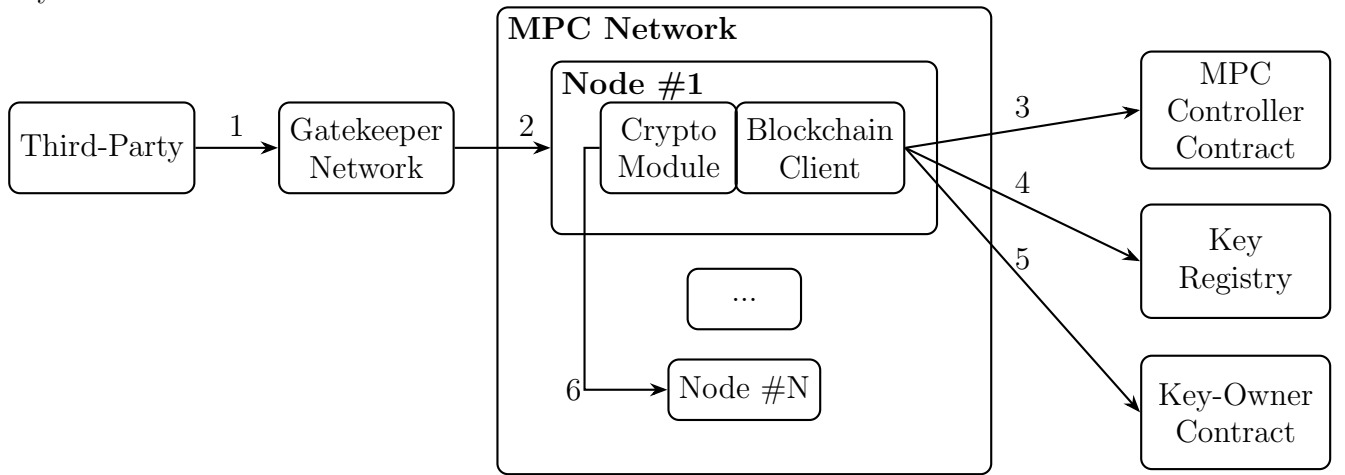 MPC Network
Node #1
Third-Party
1
Gatekeeper
Network
2
Crypto
Module
Blockchain
Client
3
MPC
Controller
Contract
4
Key
Registry
5
...
6
Node #N
Key-Owner
Contract